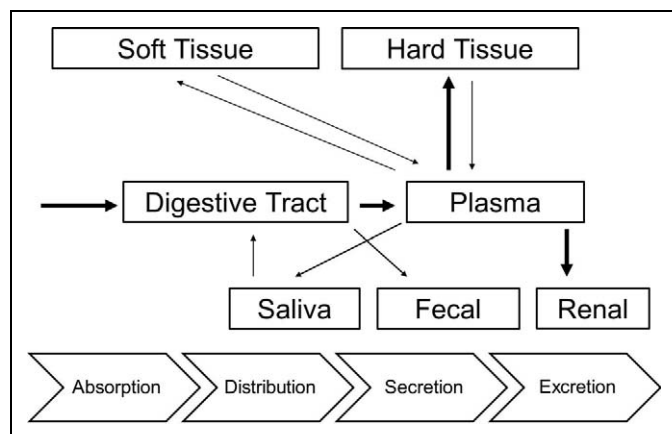 Soft Tissue
Hard Tissue
Digestive Tract
Plasma
Saliva
Fecal
Renal
Absorption
Distribution
Secretion
Excretion